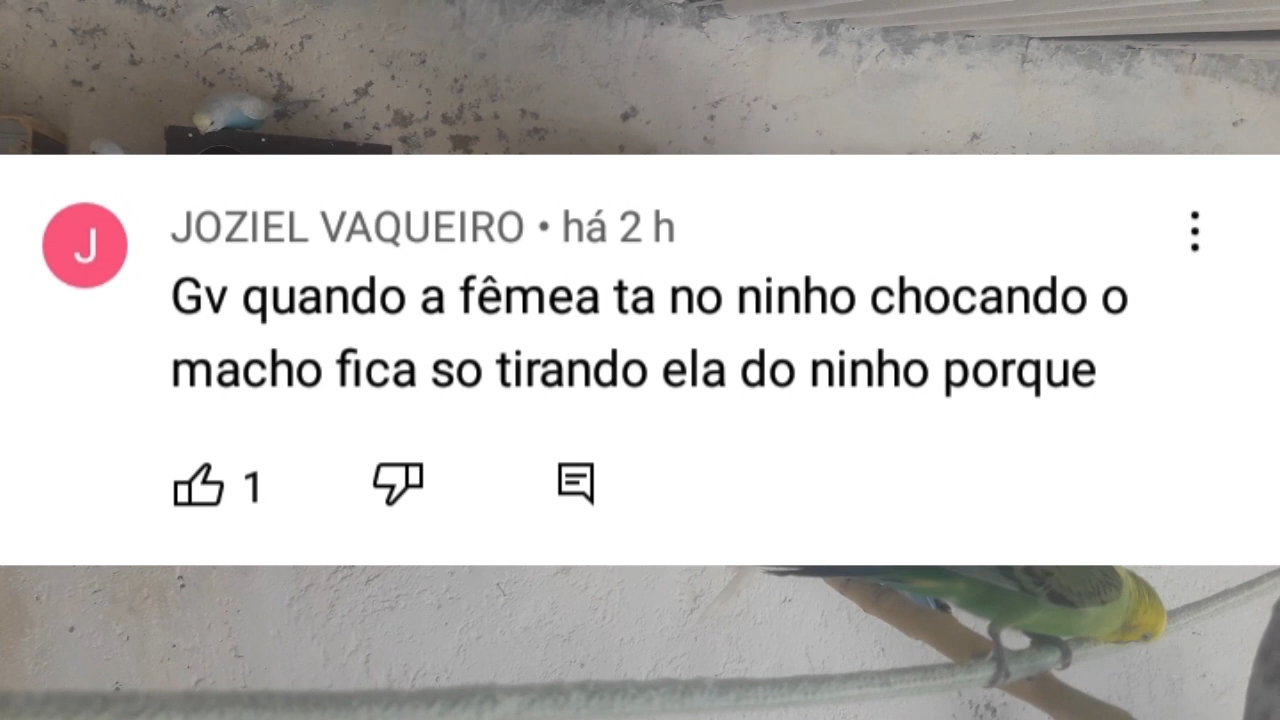 J
JOZIEL VAQUEIRO • há 2 h
Gv quando a fêmea ta no ninho chocando o
macho fica so tirando ela do ninho porque
1